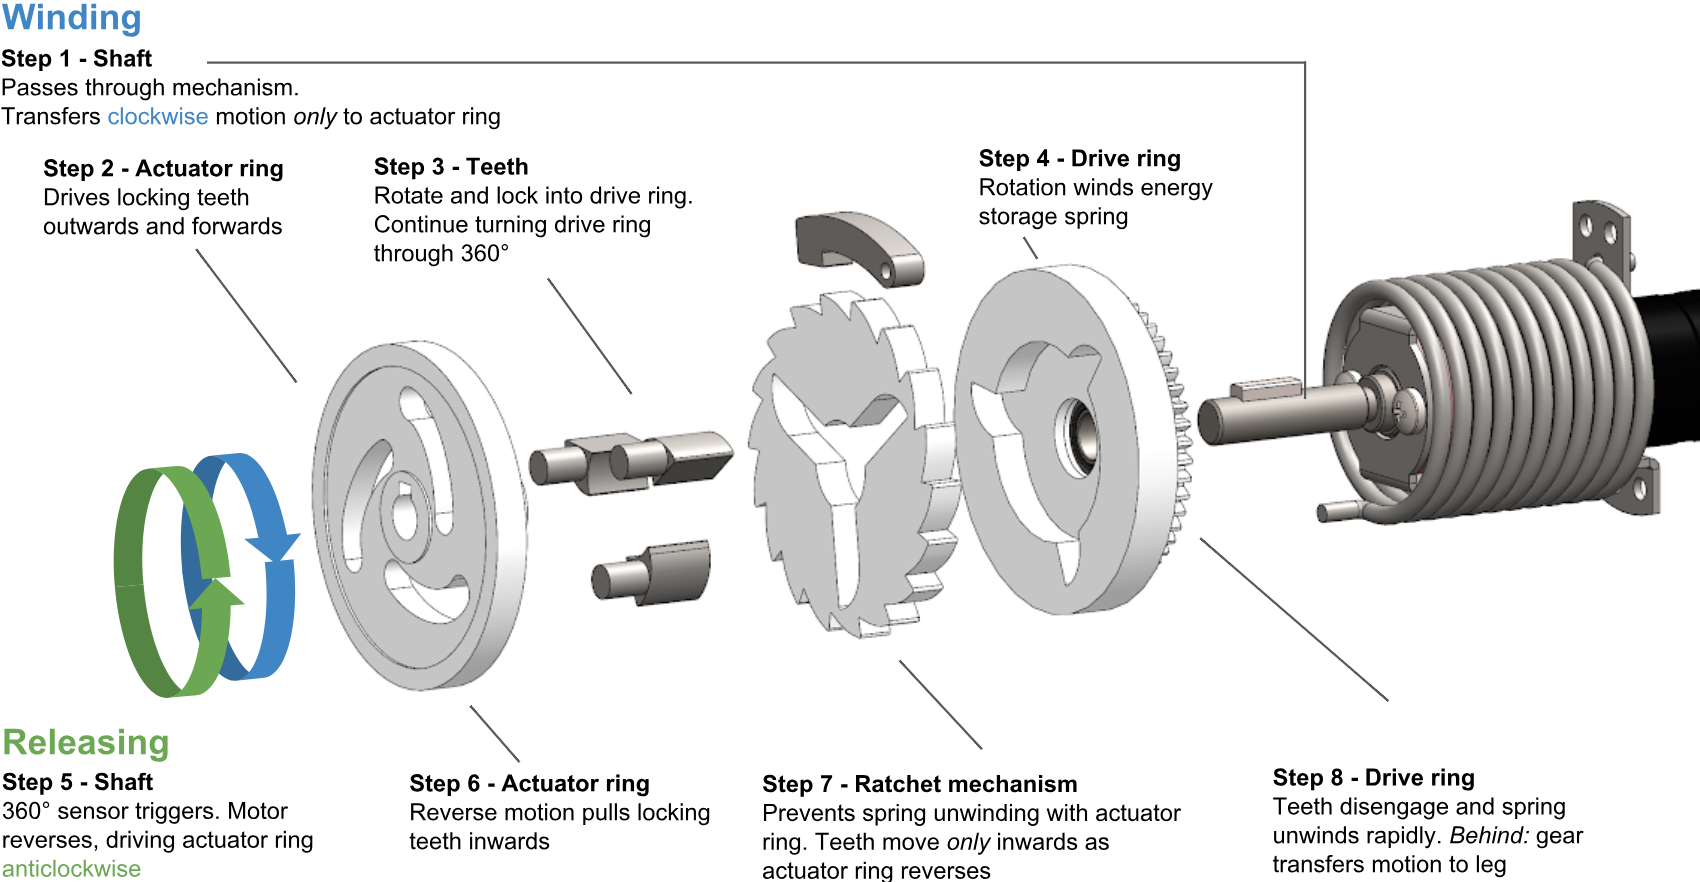 Winding
Step 1 - Shaft
Passes through mechanism.
Transfers clockwise motion only to actuator ring
Step 2 - Actuator ring
Drives locking teeth
outwards and forwards
Step 3 - Teeth
Rotate and lock into drive ring.
Continue turning drive ring
through 360°
Step 4 - Drive ring
Rotation winds energy
storage spring
Releasing
Step 5 - Shaft
360° sensor triggers. Motor
reverses, driving actuator ring
anticlockwise
Step 6 - Actuator ring
Reverse motion pulls locking
teeth inwards
Step 7 - Ratchet mechanism
Prevents spring unwinding with actuator
ring. Teeth move only inwards as
actuator ring reverses
Step 8 - Drive ring
Teeth disengage and spring
unwinds rapidly. Behind: gear
transfers motion to leg